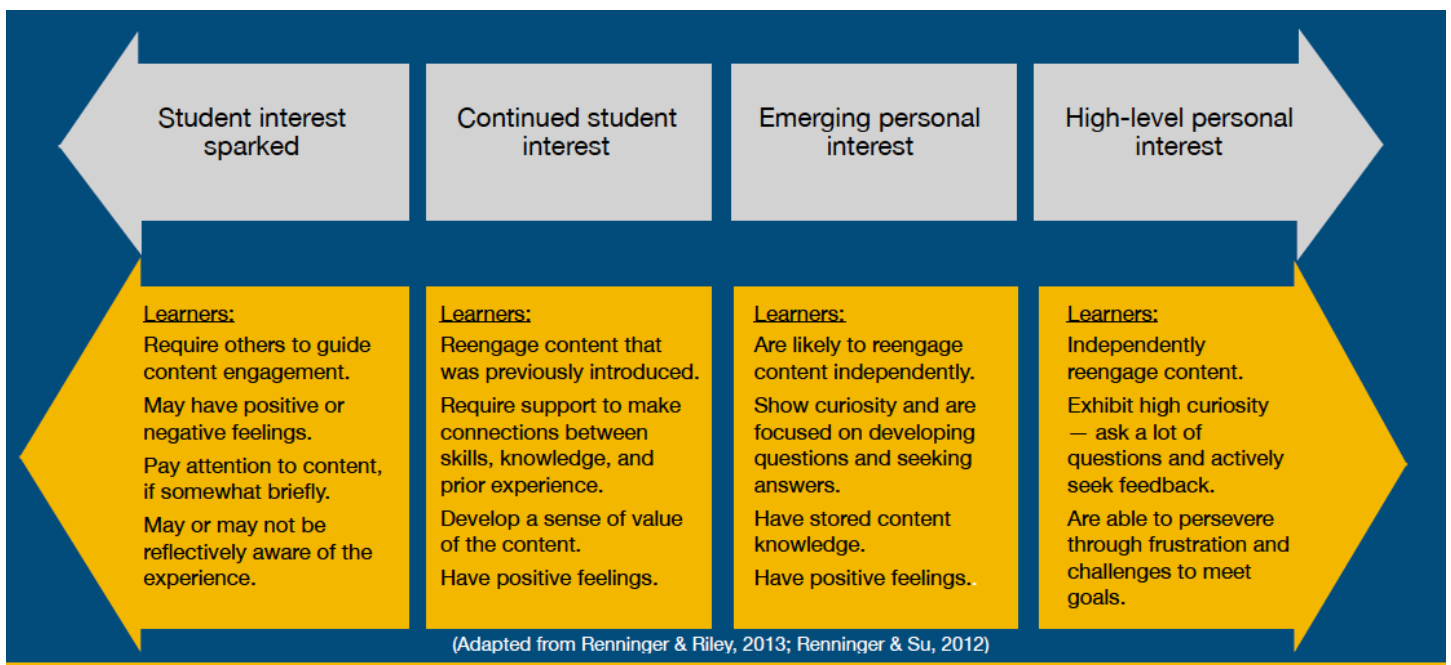 Student interest
sparked
Continued student
interest
Emerging personal
interest
High-level personal
interest
Learners:
Require others to guide
content engagement.
May have positive or
negative feelings.
Pay attention to content,
if somewhat briefly.
May or may not be
reflectively aware of the
experience.
Learners:
Reengage content that
was previously introduced.
Require support to make
connections between
skills, knowledge, and
prior experience.
Develop a sense of value
of the content.
Have positive feelings.
Learners:
Are likely to reengage
content independently.
Show curiosity and are
focused on developing
questions and seeking
answers.
Have stored content
knowledge.
Have positive feelings..
Learners:
Independently
reengage content.
Exhibit high curiosity
— ask a lot of
questions and actively
seek feedback.
Are able to persevere
through frustration and
challenges to meet
goals.
(Adapted from Renninger & Riley, 2013; Renninger & Su, 2012)